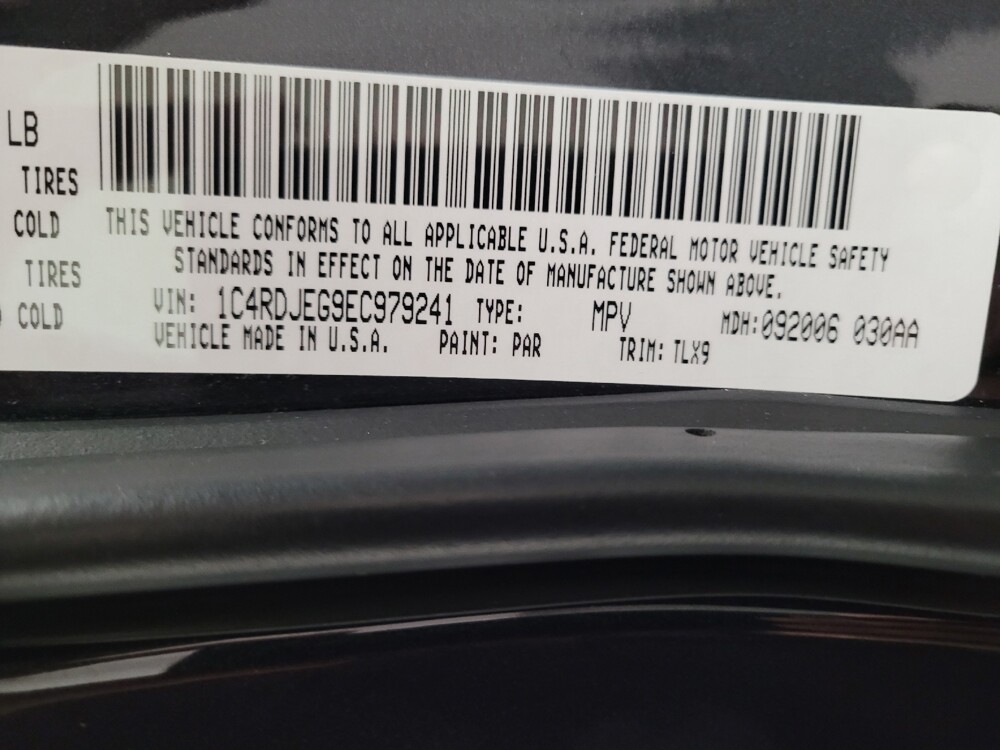 LB
TIRES
COLD
TIRES
COLD
THIS VEHICLE CONFORMS TO ALL APPLICABLE U.S.A. FEDERAL MOTOR VEHICLE SAFETY
STANDARDS IN EFFECT ON THE DATE OF MANUFACTURE SHOWN ABOVE.
VIN: 1C4RDJEG9EC979241 TYPE: MPV MDH:092006 030AA
VEHICLE MADE IN U.S.A. PAINT: PAR TRIM: TLX9